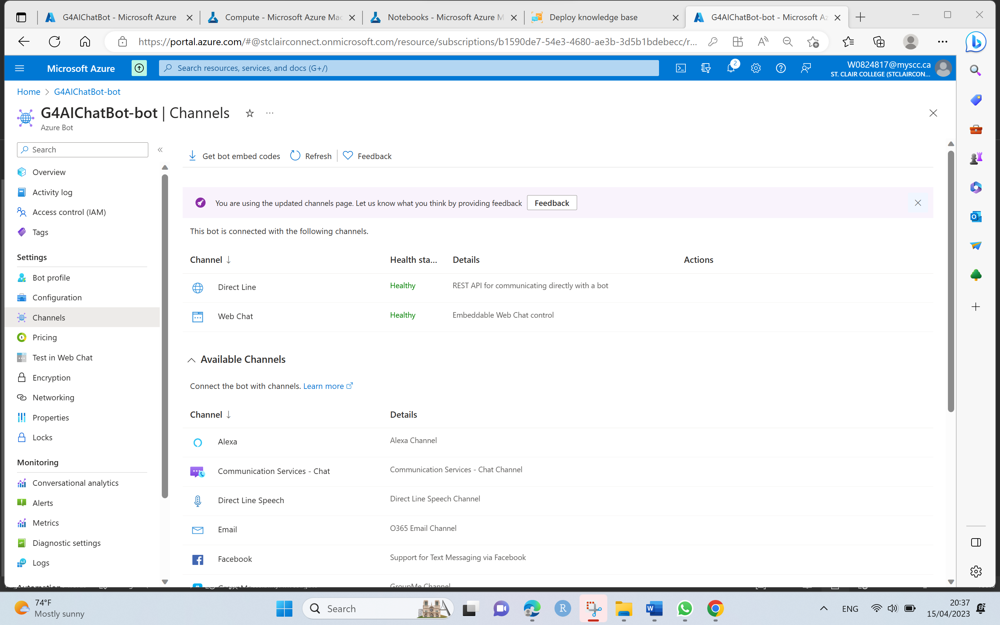 G4AIChatBot - Microsoft Azure
Compute - Microsoft Azure Mac
Notebooks - Microsoft Azure M
Deploy knowledge base
G4AIChatBot-bot - Microsoft Az
https://portal.azure.com/#@stclairconnect.onmicrosoft.com/resource/subscriptions/b1590de7-54e3-4680-ae3b-3d5b1bdebecc/r...
Microsoft Azure
Search resources, services, and docs (G+/)
2
W0824817@myscc.ca
ST. CLAIR COLLEGE (STCLAIRCON...
Home > G4AIChatBot-bot
G4AIChatBot-bot | Channels
Azure Bot
Search
Overview
Activity log
Access control (IAM)
Tags
Settings
Bot profile
Configuration
Channels
Pricing
Test in Web Chat
Encryption
Networking
Properties
Locks
Monitoring
Conversational analytics
Alerts
Metrics
Diagnostic settings
Logs
Get bot embed codes
Refresh
Feedback
You are using the updated channels page. Let us know what you think by providing feedback
Feedback
This bot is connected with the following channels.
Channel ↓ Health sta... Details Actions
Direct Line Healthy REST API for communicating directly with a bot
Web Chat Healthy Embeddable Web Chat control
Available Channels
Connect the bot with channels. Learn more
Channel ↓ Details
Alexa Alexa Channel
Communication Services - Chat Communication Services - Chat Channel
Direct Line Speech Direct Line Speech Channel
Email O365 Email Channel
Facebook Support for Text Messaging via Facebook
GroupMe Channel
74°F
Mostly sunny
Search
ENG
20:37
15/04/2023